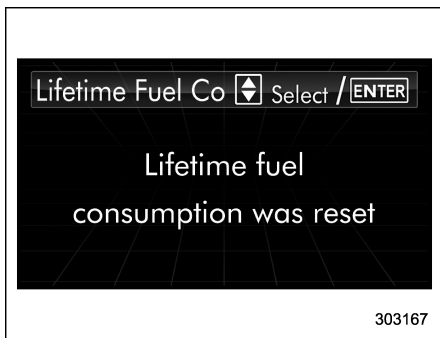 Lifetime Fuel Co Select / ENTER
Lifetime fuel
consumption was reset
303167